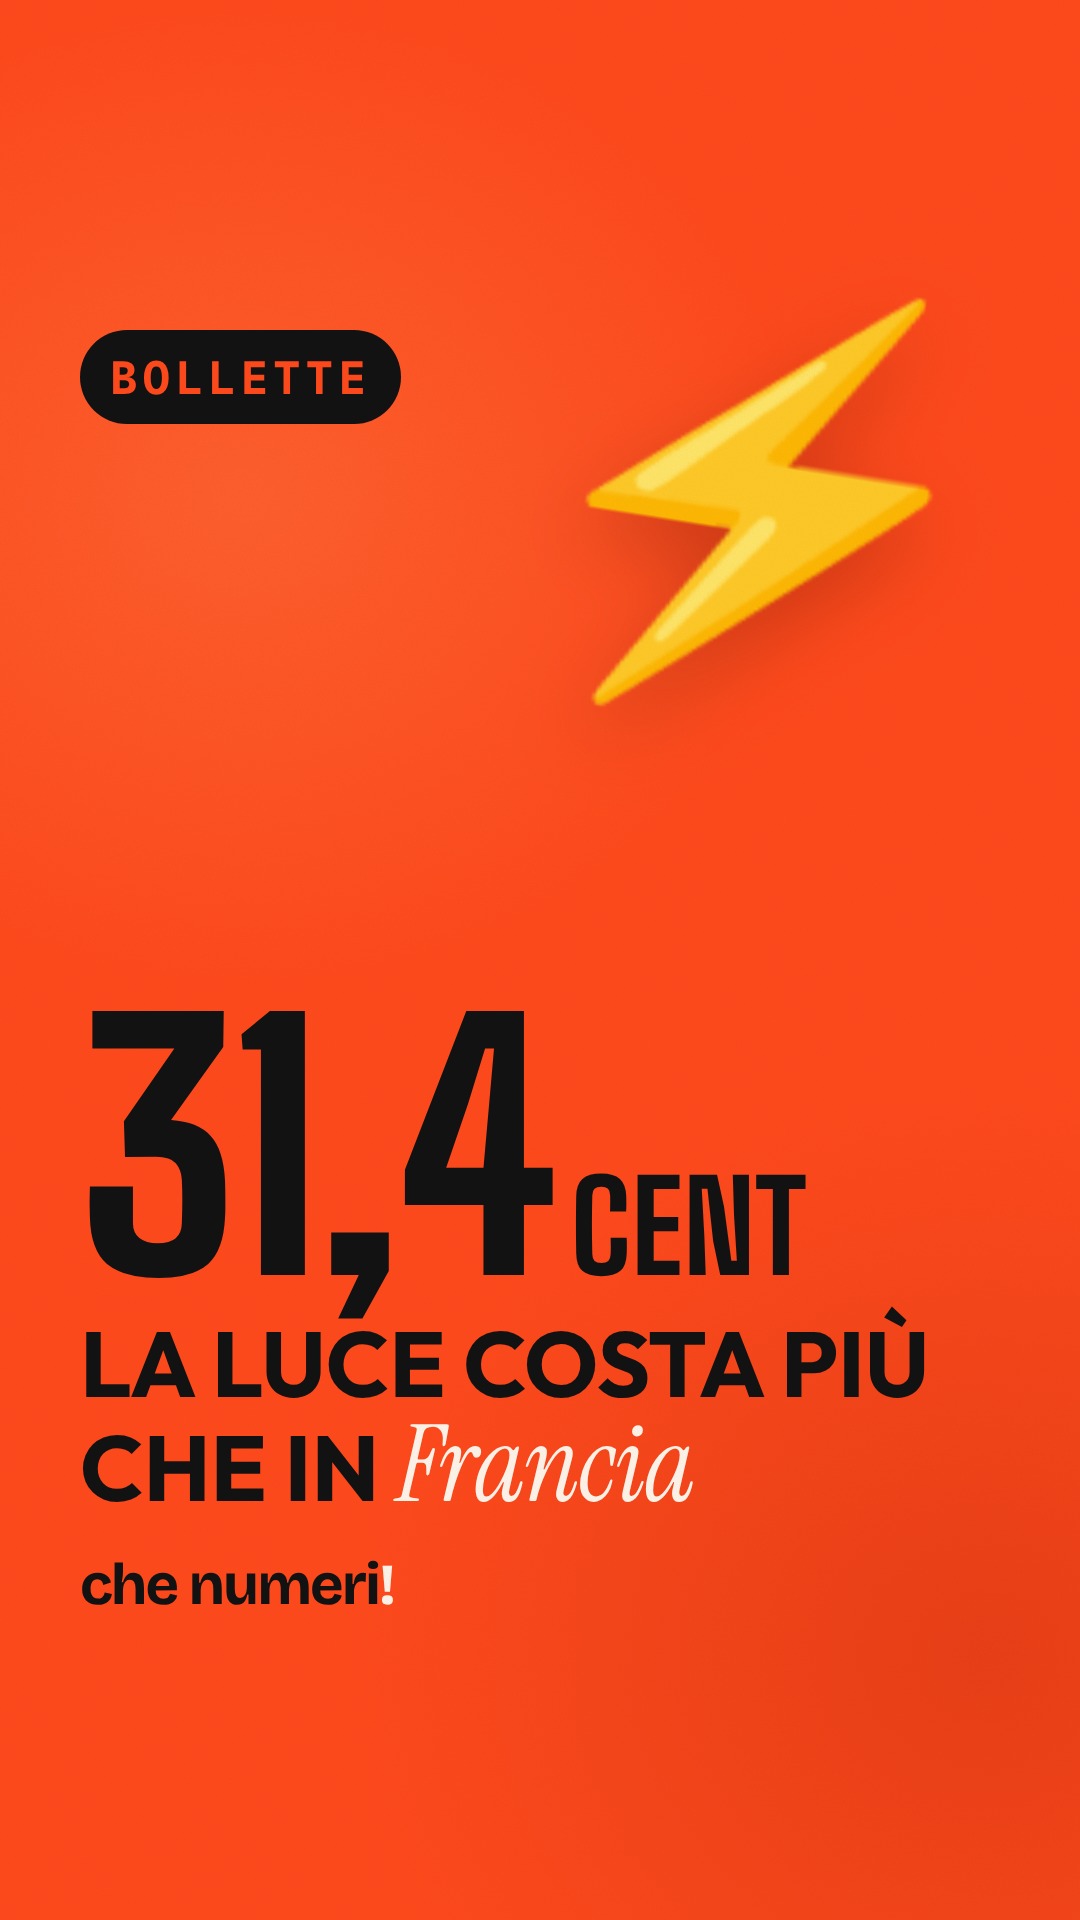 BOLLETTE
31,4 CENT
LA LUCE COSTA PIÙ
CHE IN Francia
che numeri!